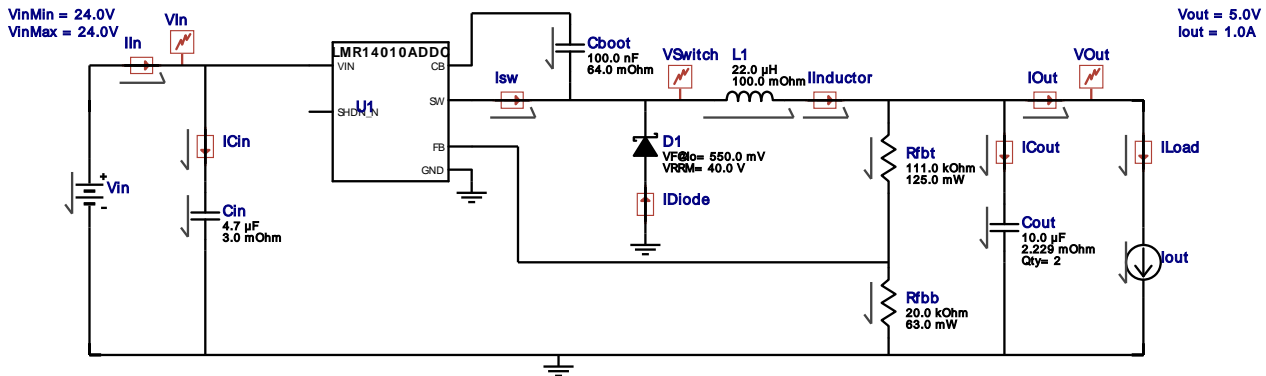 VinMin = 24.0V
VinMax = 24.0V
Vout = 5.0V
Iout = 1.0A
VIn
IIn
LMR14010ADDC
VIN
CB
U1
SW
SHDN_N
FB
GND
Cboot
100.0 nF
64.0 mOhm
VSwitch
L1
22.0 µH
100.0 mOhm
IInductor
Isw
IOut
VOut
ICin
D1
VF@Io= 550.0 mV
VRRM= 40.0 V
IDiode
Rfbt
111.0 kOhm
125.0 mW
ICout
ILoad
+
Vin
-
Cin
4.7 µF
3.0 mOhm
Cout
10.0 µF
2.229 mOhm
Qty= 2
Iout
Rfbb
20.0 kOhm
63.0 mW